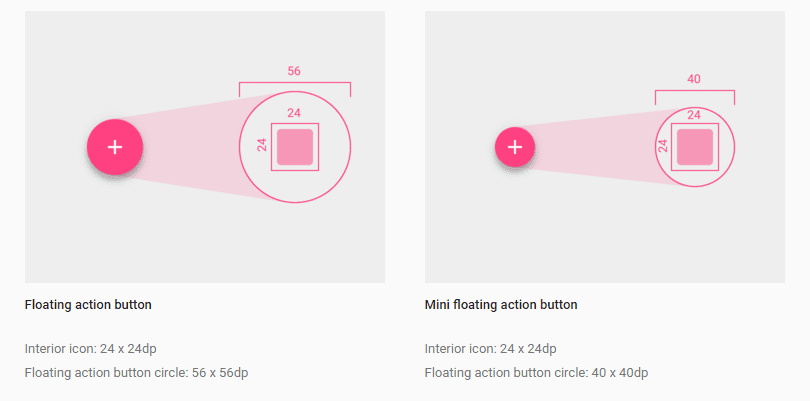 56
24
24
Floating action button
Interior icon: 24 x 24dp
Floating action button circle: 56 x 56dp
40
24
24
Mini floating action button
Interior icon: 24 x 24dp
Floating action button circle: 40 x 40dp